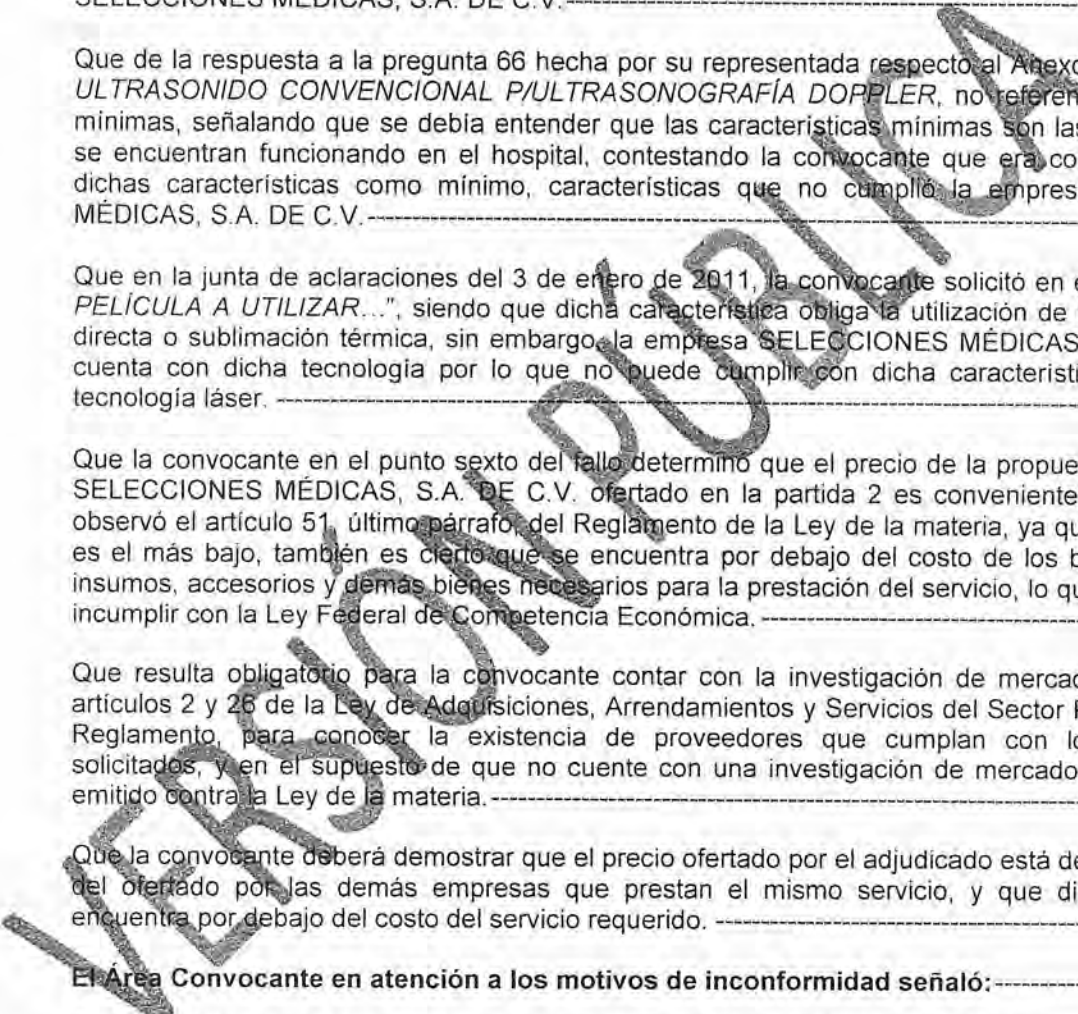 SELECCIONES MÉDICAS, S.A. DE C.V.
Que de la respuesta a la pregunta 66 hecha por su representada respecto al Anexo
ULTRASONIDO CONVENCIONAL P/ULTRASONOGRAFÍA DOPPLER, no referen
mínimas, señalando que se debía entender que las características mínimas son las
se encuentran funcionando en el hospital, contestando la convocante que era co
dichas características como mínimo, características que no cumplió la empres
MÉDICAS, S.A. DE C.V.
Que en la junta de aclaraciones del 3 de enero de 2011, la convocante solicitó en e
PELÍCULA A UTILIZAR...", siendo que dicha característica obliga la utilización de
directa o sublimación térmica, sin embargo, la empresa SELECCIONES MÉDICAS
cuenta con dicha tecnología por lo que no puede cumplir con dicha característi
tecnología láser.
Que la convocante en el punto sexto del fallo determinó que el precio de la propue
SELECCIONES MÉDICAS, S.A. DE C.V. ofertado en la partida 2 es conveniente
observó el artículo 51, último párrafo, del Reglamento de la Ley de la materia, ya qu
es el más bajo, también es cierto que se encuentra por debajo del costo de los b
insumos, accesorios y demás bienes necesarios para la prestación del servicio, lo qu
incumplir con la Ley Federal de Competencia Económica.
Que resulta obligatorio para la convocante contar con la investigación de mercad
artículos 2 y 26 de la Ley de Adquisiciones, Arrendamientos y Servicios del Sector P
Reglamento, para conocer la existencia de proveedores que cumplan con lo
solicitados, y en el supuesto de que no cuente con una investigación de mercado
emitido contra la Ley de la materia.
Que la convocante deberá demostrar que el precio ofertado por el adjudicado está de
del ofertado por las demás empresas que prestan el mismo servicio, y que di
encuentra por debajo del costo del servicio requerido.
El Área Convocante en atención a los motivos de inconformidad señaló:
VERSIÓN PÚBLICA